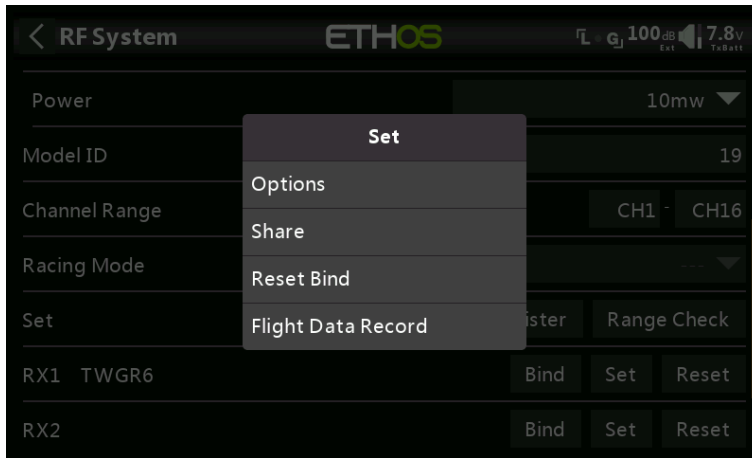 RF System ETHOS L G 100 dB Ext 7.8V TxBatt
Power 10mw
Model ID 19
Channel Range CH1 - CH16
Racing Mode ---
Set ister Range Check
RX1 TWGR6 Bind Set Reset
RX2 Bind Set Reset
Set
Options
Share
Reset Bind
Flight Data Record